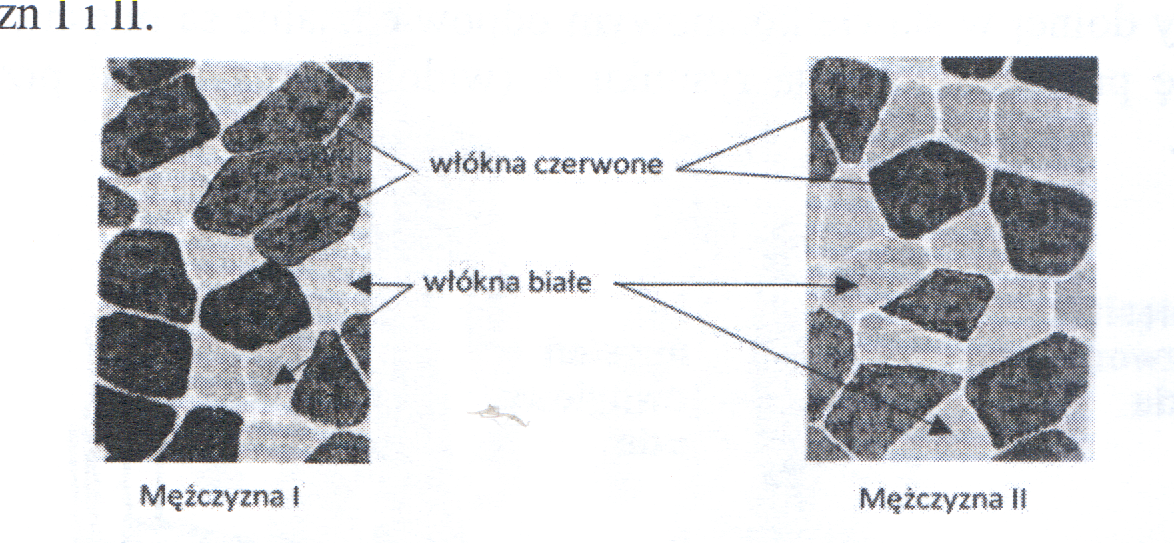 zn I i II.
włókna czerwone
włókna białe
Mężczyzna I
Mężczyzna II